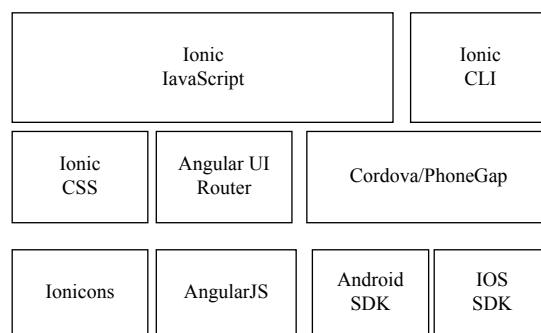 Ionic
IavaScript
Ionic
CLI
Ionic
CSS
Angular UI
Router
Cordova/PhoneGap
Ionicons
AngularJS
Android
SDK
IOS
SDK